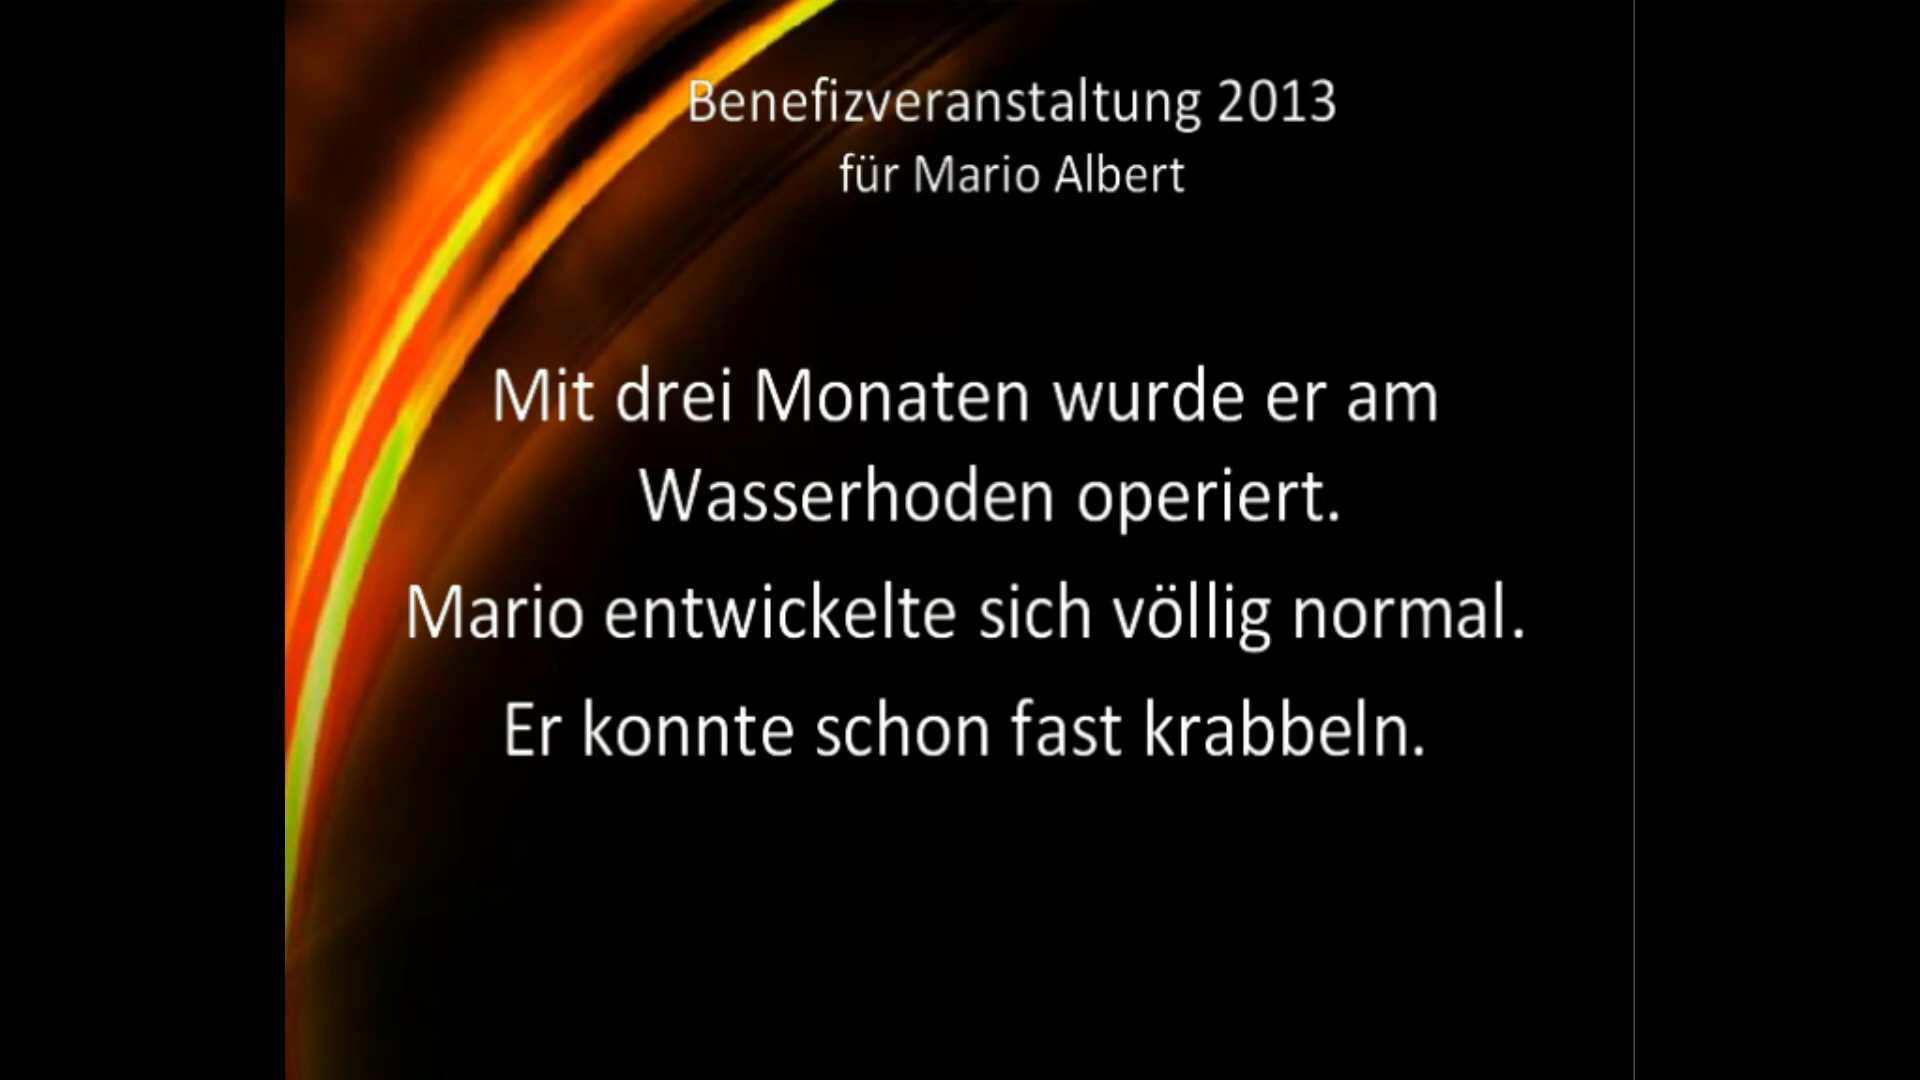 Benefizveranstaltung 2013
für Mario Albert
Mit drei Monaten wurde er am
Wasserhoden operiert.
Mario entwickelte sich völlig normal.
Er konnte schon fast krabbeln.